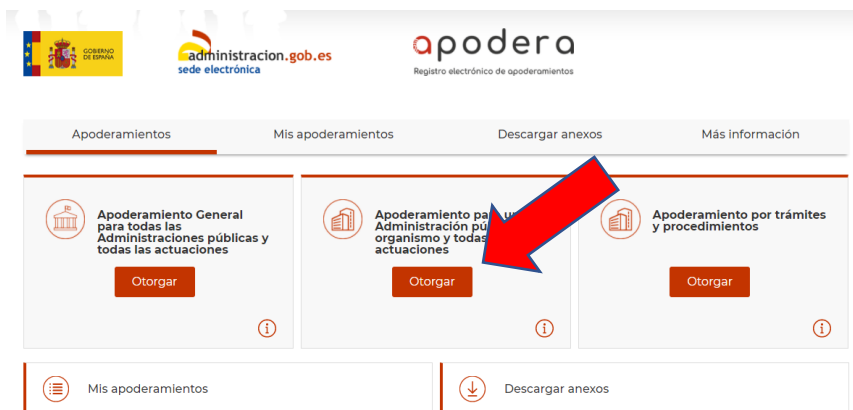 GOBIERNO
DE ESPAÑA
administracion.gob.es
sede electrónica
apodera
Registro electrónico de apoderamientos
Apoderamientos
Mis apoderamientos
Descargar anexos
Más información
Apoderamiento General
para todas las
Administraciones públicas y
todas las actuaciones
Otorgar
Apoderamiento
Administración
organismo y todas
actuaciones
Otorgar
Apoderamiento por trámites
y procedimientos
Otorgar
Mis apoderamientos
Descargar anexos